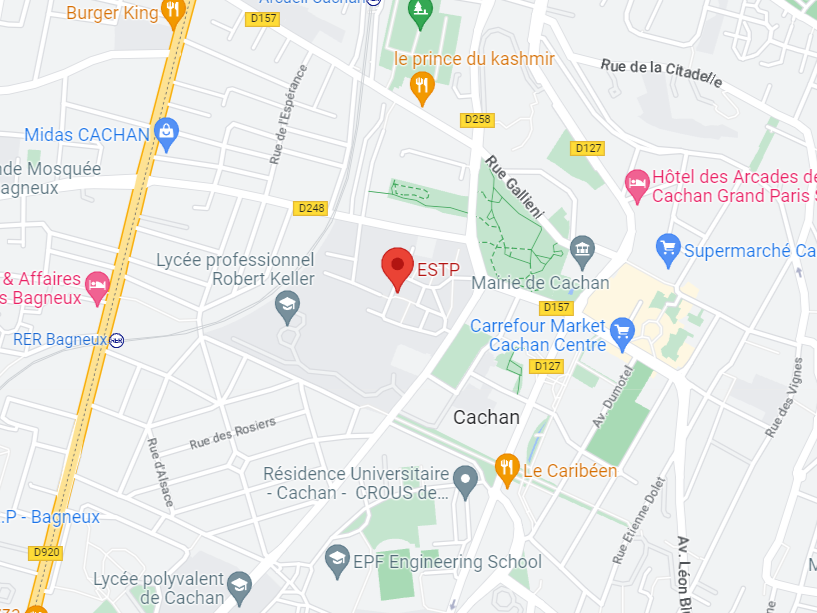 Burger King
D157
Arcueil Cachan
le prince du kashmir
Rue de la Citadelle
D258
Midas CACHAN
Rue de l'Espérance
D127
nde Mosquée
agneux
Rue Gallieni
Hôtel des Arcades de
Cachan Grand Paris S
D248
Lycée professionnel
Robert Keller
ESTP
Supermarché Ca
& Affaires
s Bagneux
Mairie de Cachan
D157
RER Bagneux
Carrefour Market
Cachan Centre
D127
Av. Dumotel
Rue des Vignes
Cachan
Rue des Rosiers
Rue d'Alsace
Résidence Universitaire
- Cachan - CROUS de...
Le Caribéen
.P - Bagneux
Rue Etienne Dolet
D920
Av. Léon Bl
EPF Engineering School
Lycée polyvalent
de Cachan